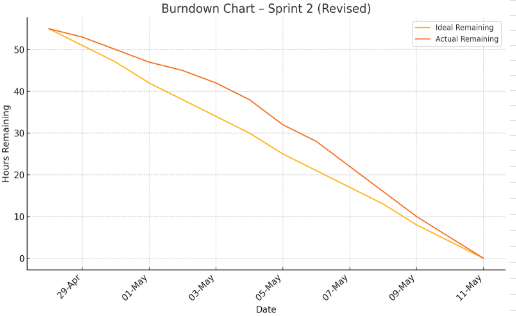 Burndown Chart – Sprint 2 (Revised)
Ideal Remaining
Actual Remaining
Hours Remaining
50
40
30
20
10
0
29-Apr
01-May
03-May
05-May
07-May
09-May
11-May
Date